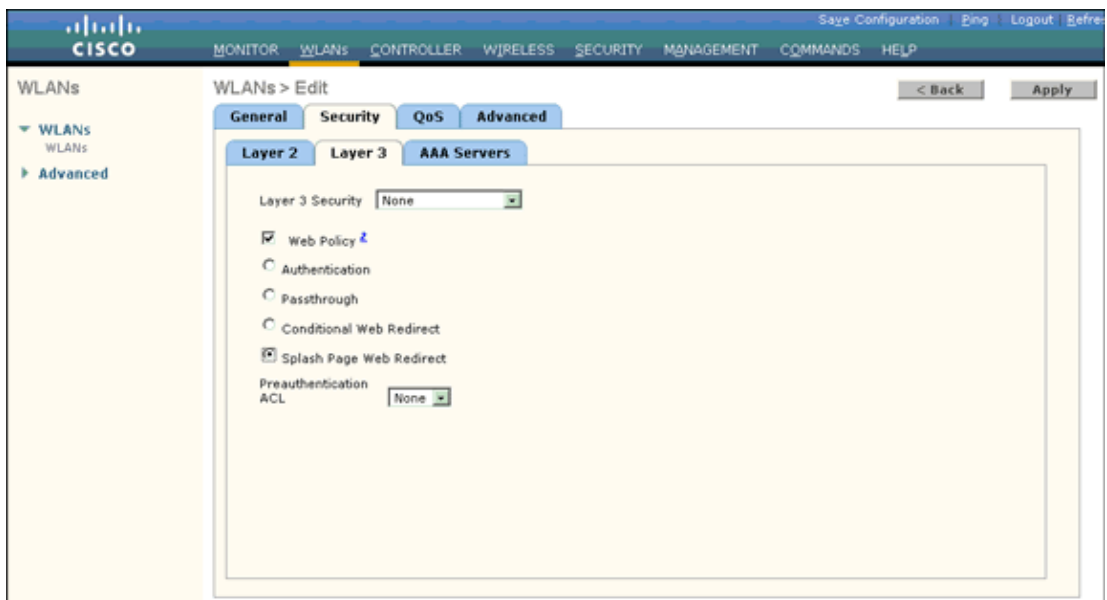 Save Configuration Ping Logout Refres
CISCO MONITOR WLANs CONTROLLER WIRELESS SECURITY MANAGEMENT COMMANDS HELP
WLANs
WLANs
WLANs
Advanced
WLANs > Edit
< Back Apply
General Security QoS Advanced
Layer 2 Layer 3 AAA Servers
Layer 3 Security None
Web Policy 2
Authentication
Passthrough
Conditional Web Redirect
Splash Page Web Redirect
Preauthentication
ACL None